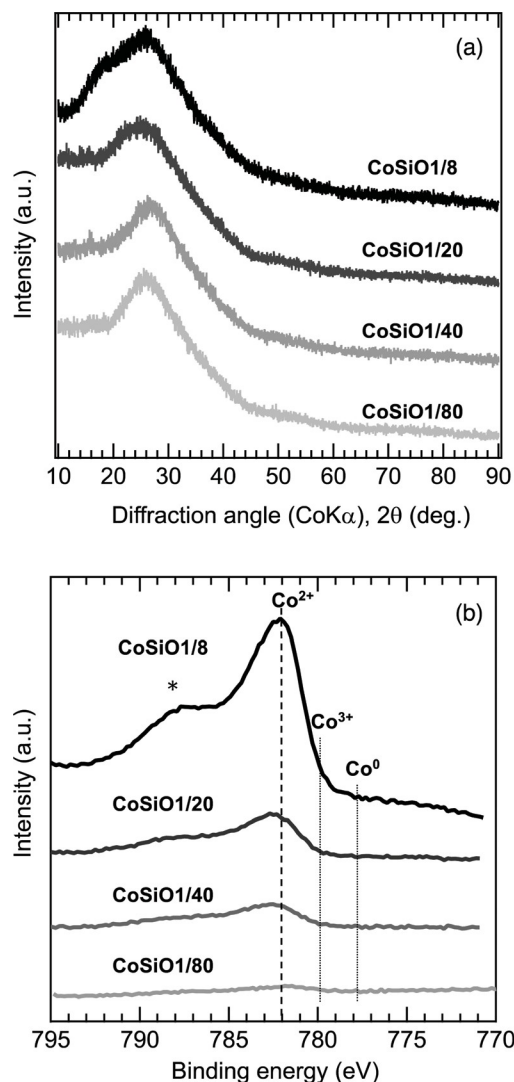 (a)
CoSiO1/8
CoSiO1/20
CoSiO1/40
CoSiO1/80
Intensity (a.u.)
10 20 30 40 50 60 70 80 90
Diffraction angle (CoKα), 2θ (deg.)
(b)
Co²⁺
CoSiO1/8
*
Co³⁺
Co⁰
CoSiO1/20
CoSiO1/40
CoSiO1/80
Intensity (a.u.)
795 790 785 780 775 770
Binding energy (eV)